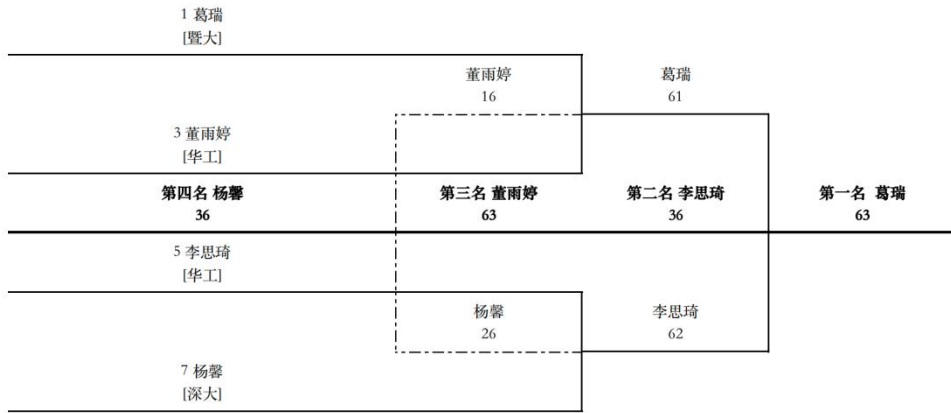 1 葛瑞
[暨大]
董雨婷
16
葛瑞
61
3 董雨婷
[华工]
第四名 杨馨
36
第三名 董雨婷
63
第二名 李思琦
36
第一名 葛瑞
63
5 李思琦
[华工]
杨馨
26
李思琦
62
7 杨馨
[深大]